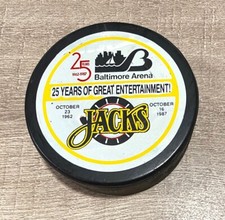 25
Baltimore Arena
25 YEARS OF GREAT ENTERTAINMENT!
OCTOBER
23
1962
JACKS
OCTOBER
16
1987